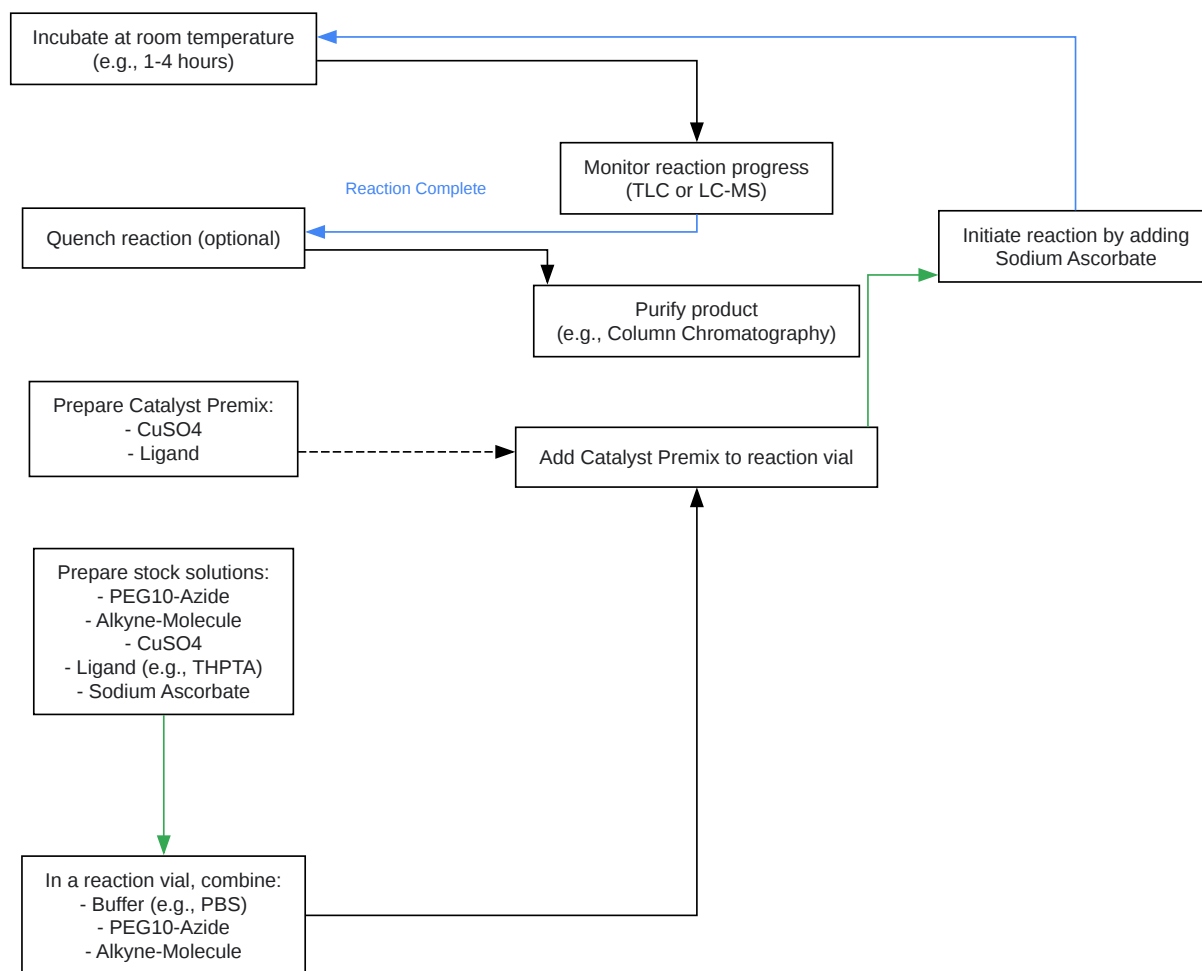 Incubate at room temperature
(e.g., 1-4 hours)
Monitor reaction progress
(TLC or LC-MS)
Reaction Complete
Quench reaction (optional)
Initiate reaction by adding
Sodium Ascorbate
Purify product
(e.g., Column Chromatography)
Prepare Catalyst Premix:
- CuSO4
- Ligand
Add Catalyst Premix to reaction vial
Prepare stock solutions:
- PEG10-Azide
- Alkyne-Molecule
- CuSO4
- Ligand (e.g., THPTA)
- Sodium Ascorbate
In a reaction vial, combine:
- Buffer (e.g., PBS)
- PEG10-Azide
- Alkyne-Molecule